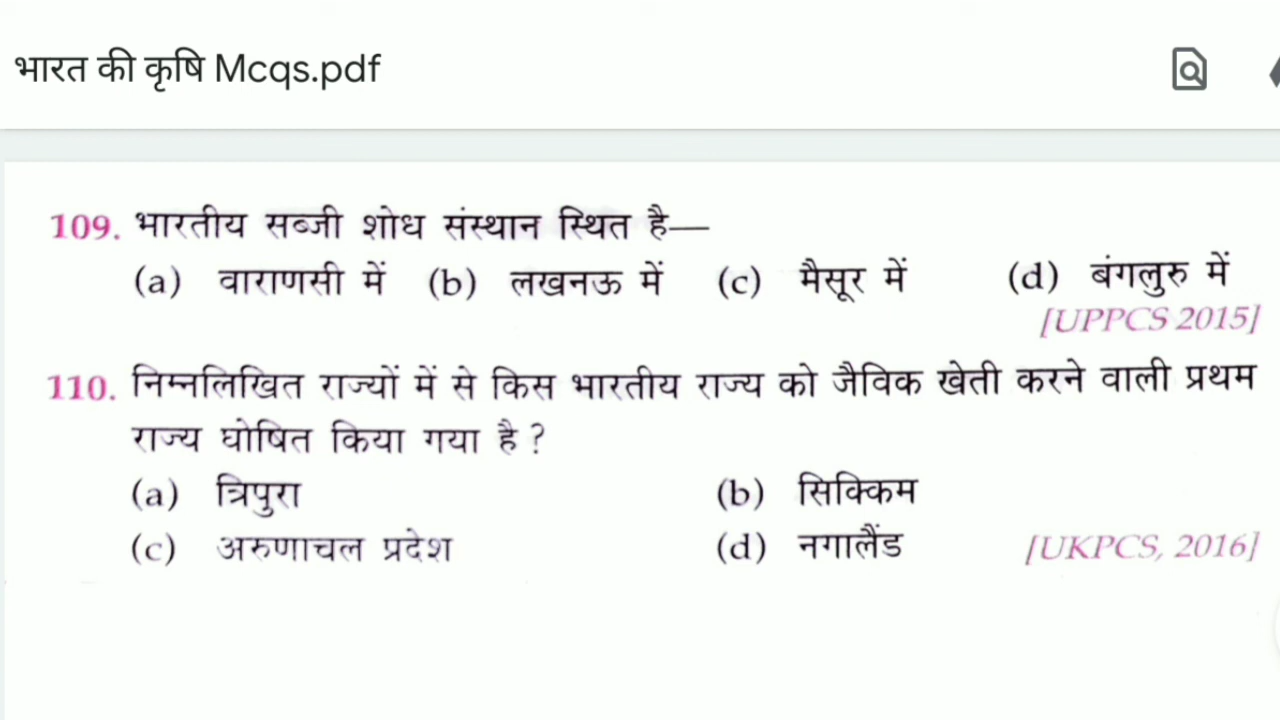 भारत की कृषि Mcqs.pdf
109. भारतीय सब्जी शोध संस्थान स्थित है—
(a) वाराणसी में (b) लखनऊ में (c) मैसूर में (d) बंगलुरु में
[UPPCS 2015]
110. निम्नलिखित राज्यों में से किस भारतीय राज्य को जैविक खेती करने वाली प्रथम
राज्य घोषित किया गया है ?
(a) त्रिपुरा (b) सिक्किम
(c) अरुणाचल प्रदेश (d) नगालैंड [UKPCS, 2016]